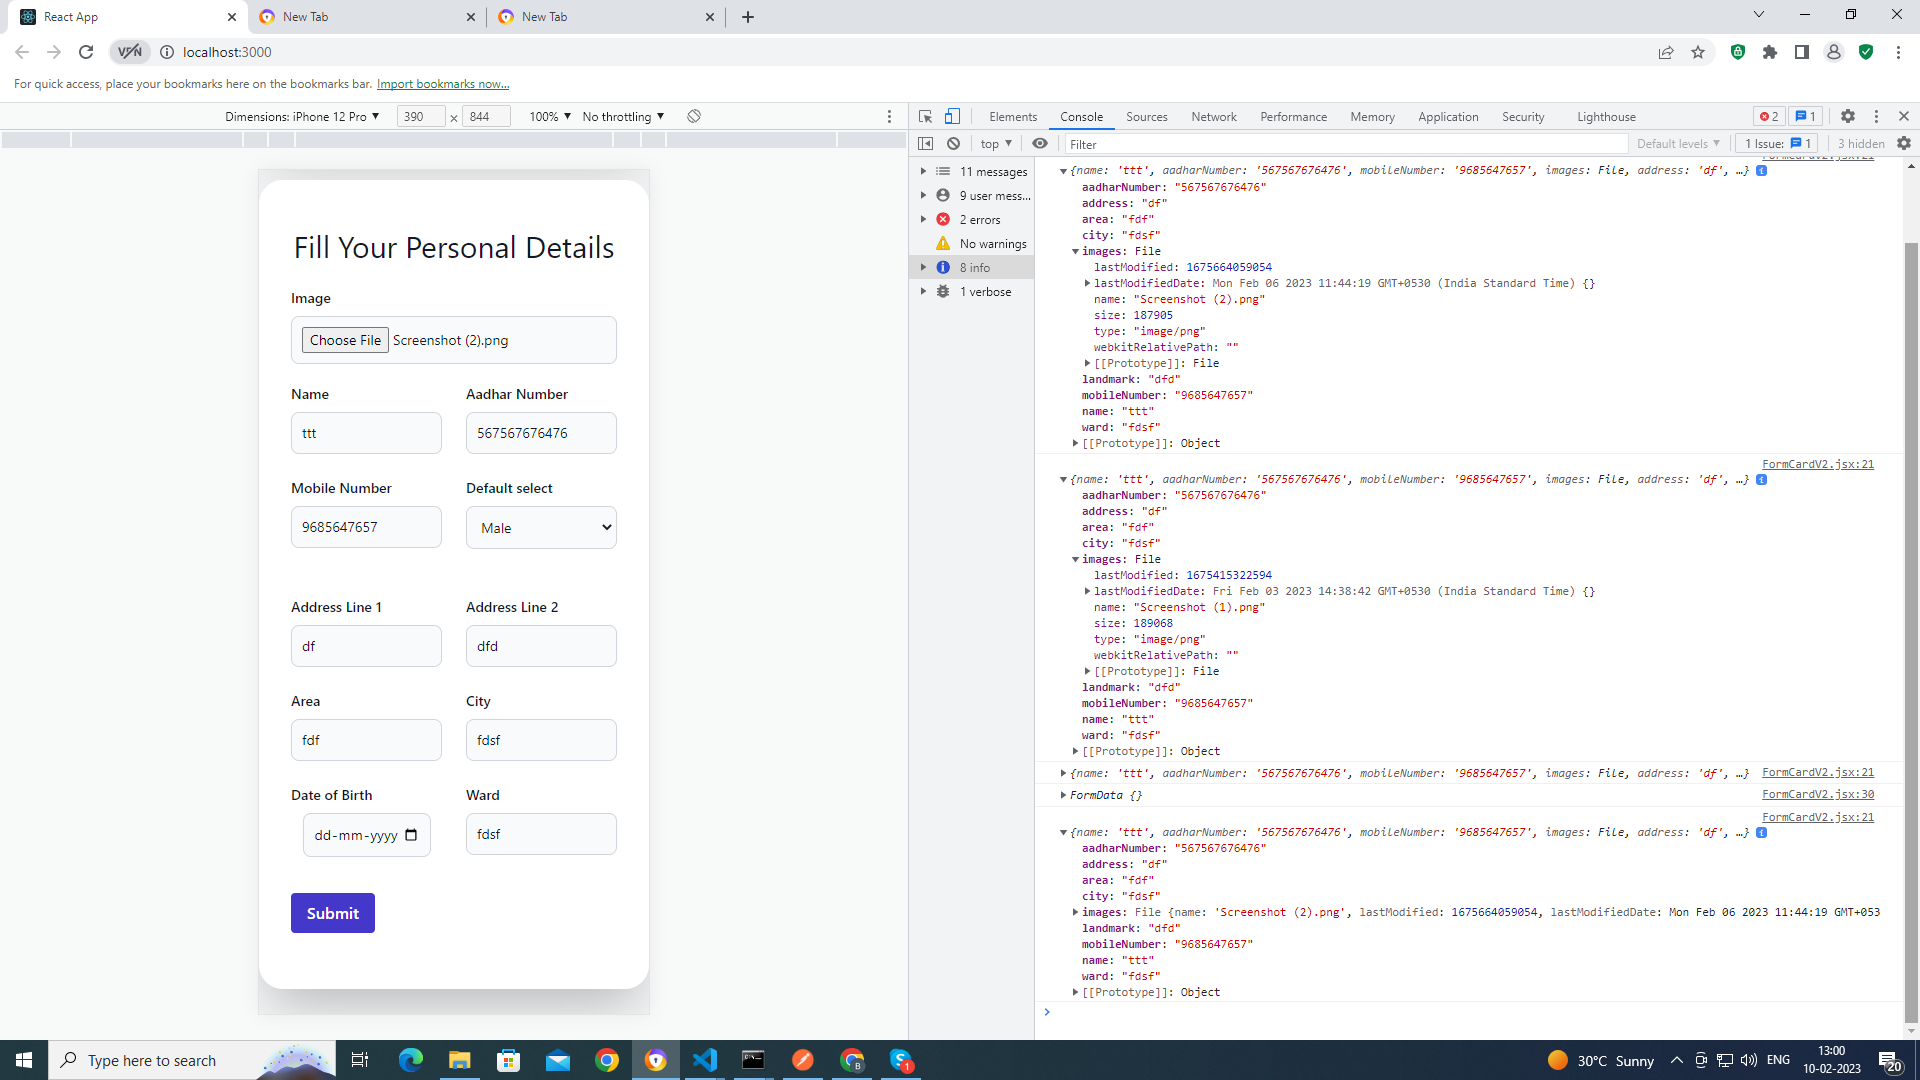 React App
New Tab
New Tab
VPN
localhost:3000
For quick access, place your bookmarks here on the bookmarks bar. Import bookmarks now...
Dimensions: iPhone 12 Pro ▼ 390 × 844 100% ▼ No throttling ▼
Elements Console Sources Network Performance Memory Application Security Lighthouse 2 1
top ▼ Filter Default levels ▼ 1 Issue: 1 3 hidden
11 messages
9 user mess...
2 errors
No warnings
8 info
1 verbose
Fill Your Personal Details
Image
Choose File Screenshot (2).png
Name Aadhar Number
ttt 567567676476
Mobile Number Default select
9685647657 Male
Address Line 1 Address Line 2
df dfd
Area City
fdf fdsf
Date of Birth Ward
dd-mm-yyyy fdsf
Submit
FormCardV2.jsx:21
{name: 'ttt', aadharNumber: '567567676476', mobileNumber: '9685647657', images: File, address: 'df', …}
aadharNumber: "567567676476"
address: "df"
area: "fdf"
city: "fdsf"
images: File
lastModified: 1675664059054
lastModifiedDate: Mon Feb 06 2023 11:44:19 GMT+0530 (India Standard Time) {}
name: "Screenshot (2).png"
size: 187905
type: "image/png"
webkitRelativePath: ""
[[Prototype]]: File
landmark: "dfd"
mobileNumber: "9685647657"
name: "ttt"
ward: "fdsf"
[[Prototype]]: Object
FormCardV2.jsx:21
{name: 'ttt', aadharNumber: '567567676476', mobileNumber: '9685647657', images: File, address: 'df', …}
aadharNumber: "567567676476"
address: "df"
area: "fdf"
city: "fdsf"
images: File
lastModified: 1675415322594
lastModifiedDate: Fri Feb 03 2023 14:38:42 GMT+0530 (India Standard Time) {}
name: "Screenshot (1).png"
size: 189068
type: "image/png"
webkitRelativePath: ""
[[Prototype]]: File
landmark: "dfd"
mobileNumber: "9685647657"
name: "ttt"
ward: "fdsf"
[[Prototype]]: Object
{name: 'ttt', aadharNumber: '567567676476', mobileNumber: '9685647657', images: File, address: 'df', …} FormCardV2.jsx:21
FormData {} FormCardV2.jsx:30
FormCardV2.jsx:21
{name: 'ttt', aadharNumber: '567567676476', mobileNumber: '9685647657', images: File, address: 'df', …}
aadharNumber: "567567676476"
address: "df"
area: "fdf"
city: "fdsf"
images: File {name: 'Screenshot (2).png', lastModified: 1675664059054, lastModifiedDate: Mon Feb 06 2023 11:44:19 GMT+053
landmark: "dfd"
mobileNumber: "9685647657"
name: "ttt"
ward: "fdsf"
[[Prototype]]: Object
Type here to search
30°C Sunny
ENG
13:00
10-02-2023
20